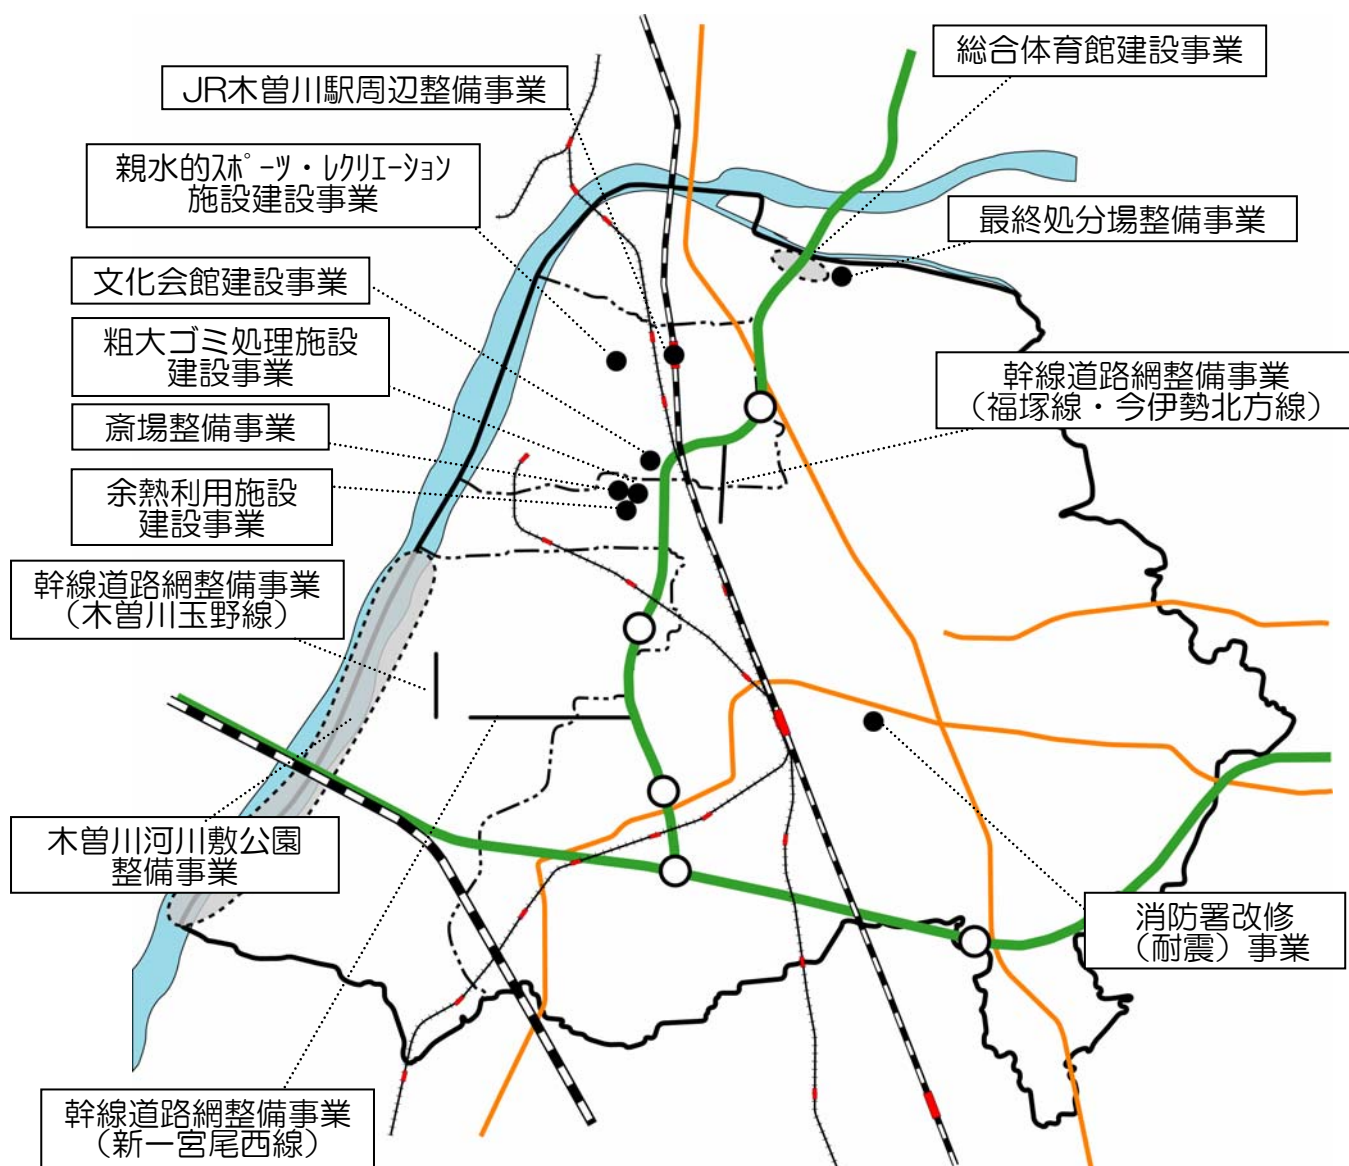 総合体育館建設事業
JR木曽川駅周辺整備事業
親水的ｽﾎﾟｰﾂ・ﾚｸﾘｴｰｼｮﾝ
施設建設事業
最終処分場整備事業
文化会館建設事業
粗大ゴミ処理施設
建設事業
幹線道路網整備事業
（福塚線・今伊勢北方線）
斎場整備事業
余熱利用施設
建設事業
幹線道路網整備事業
（木曽川玉野線）
木曽川河川敷公園
整備事業
消防署改修
（耐震）事業
幹線道路網整備事業
（新一宮尾西線）